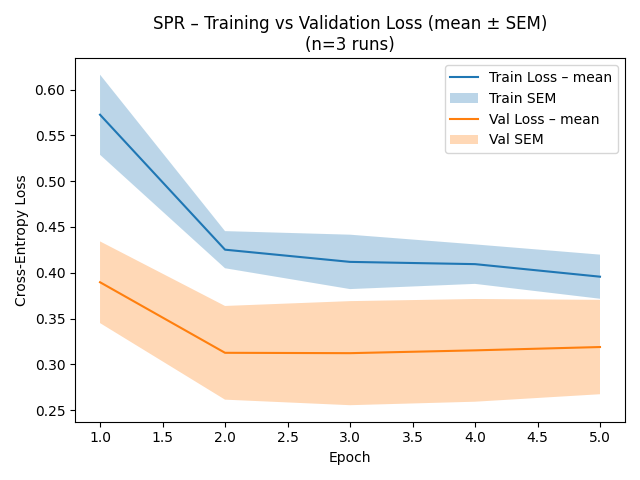 SPR – Training vs Validation Loss (mean ± SEM)
(n=3 runs)
Train Loss – mean
Train SEM
Val Loss – mean
Val SEM
Cross-Entropy Loss
0.60
0.55
0.50
0.45
0.40
0.35
0.30
0.25
1.0 1.5 2.0 2.5 3.0 3.5 4.0 4.5 5.0
Epoch